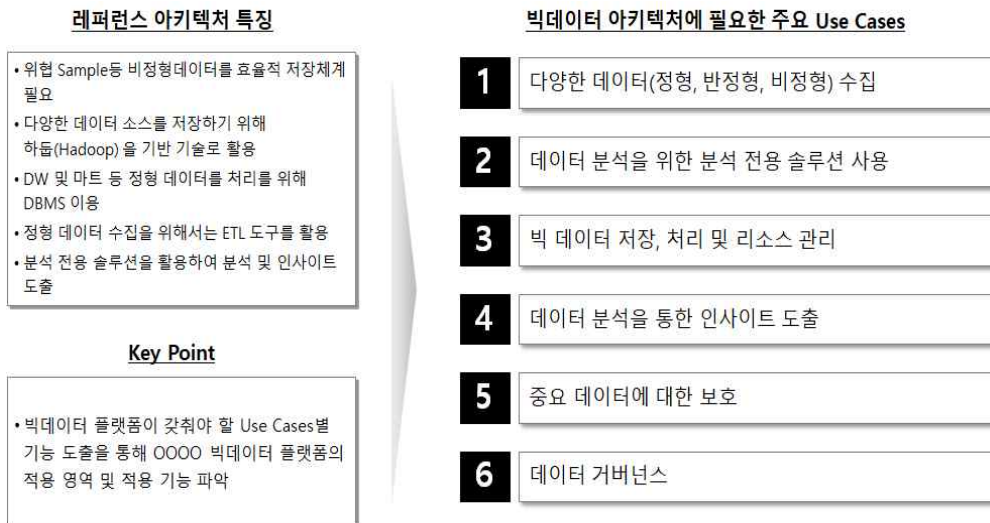 레퍼런스 아키텍처 특징
• 위협 Sample등 비정형데이터를 효율적 저장체계
필요
• 다양한 데이터 소스를 저장하기 위해
하둡(Hadoop) 을 기반 기술로 활용
• DW 및 마트 등 정형 데이터를 처리를 위해
DBMS 이용
• 정형 데이터 수집을 위해서는 ETL 도구를 활용
• 분석 전용 솔루션을 활용하여 분석 및 인사이트
도출
Key Point
• 빅데이터 플랫폼이 갖춰야 할 Use Cases별
기능 도출을 통해 OOOO 빅데이터 플랫폼의
적용 영역 및 적용 기능 파악
빅데이터 아키텍처에 필요한 주요 Use Cases
1 다양한 데이터(정형, 반정형, 비정형) 수집
2 데이터 분석을 위한 분석 전용 솔루션 사용
3 빅 데이터 저장, 처리 및 리소스 관리
4 데이터 분석을 통한 인사이트 도출
5 중요 데이터에 대한 보호
6 데이터 거버넌스